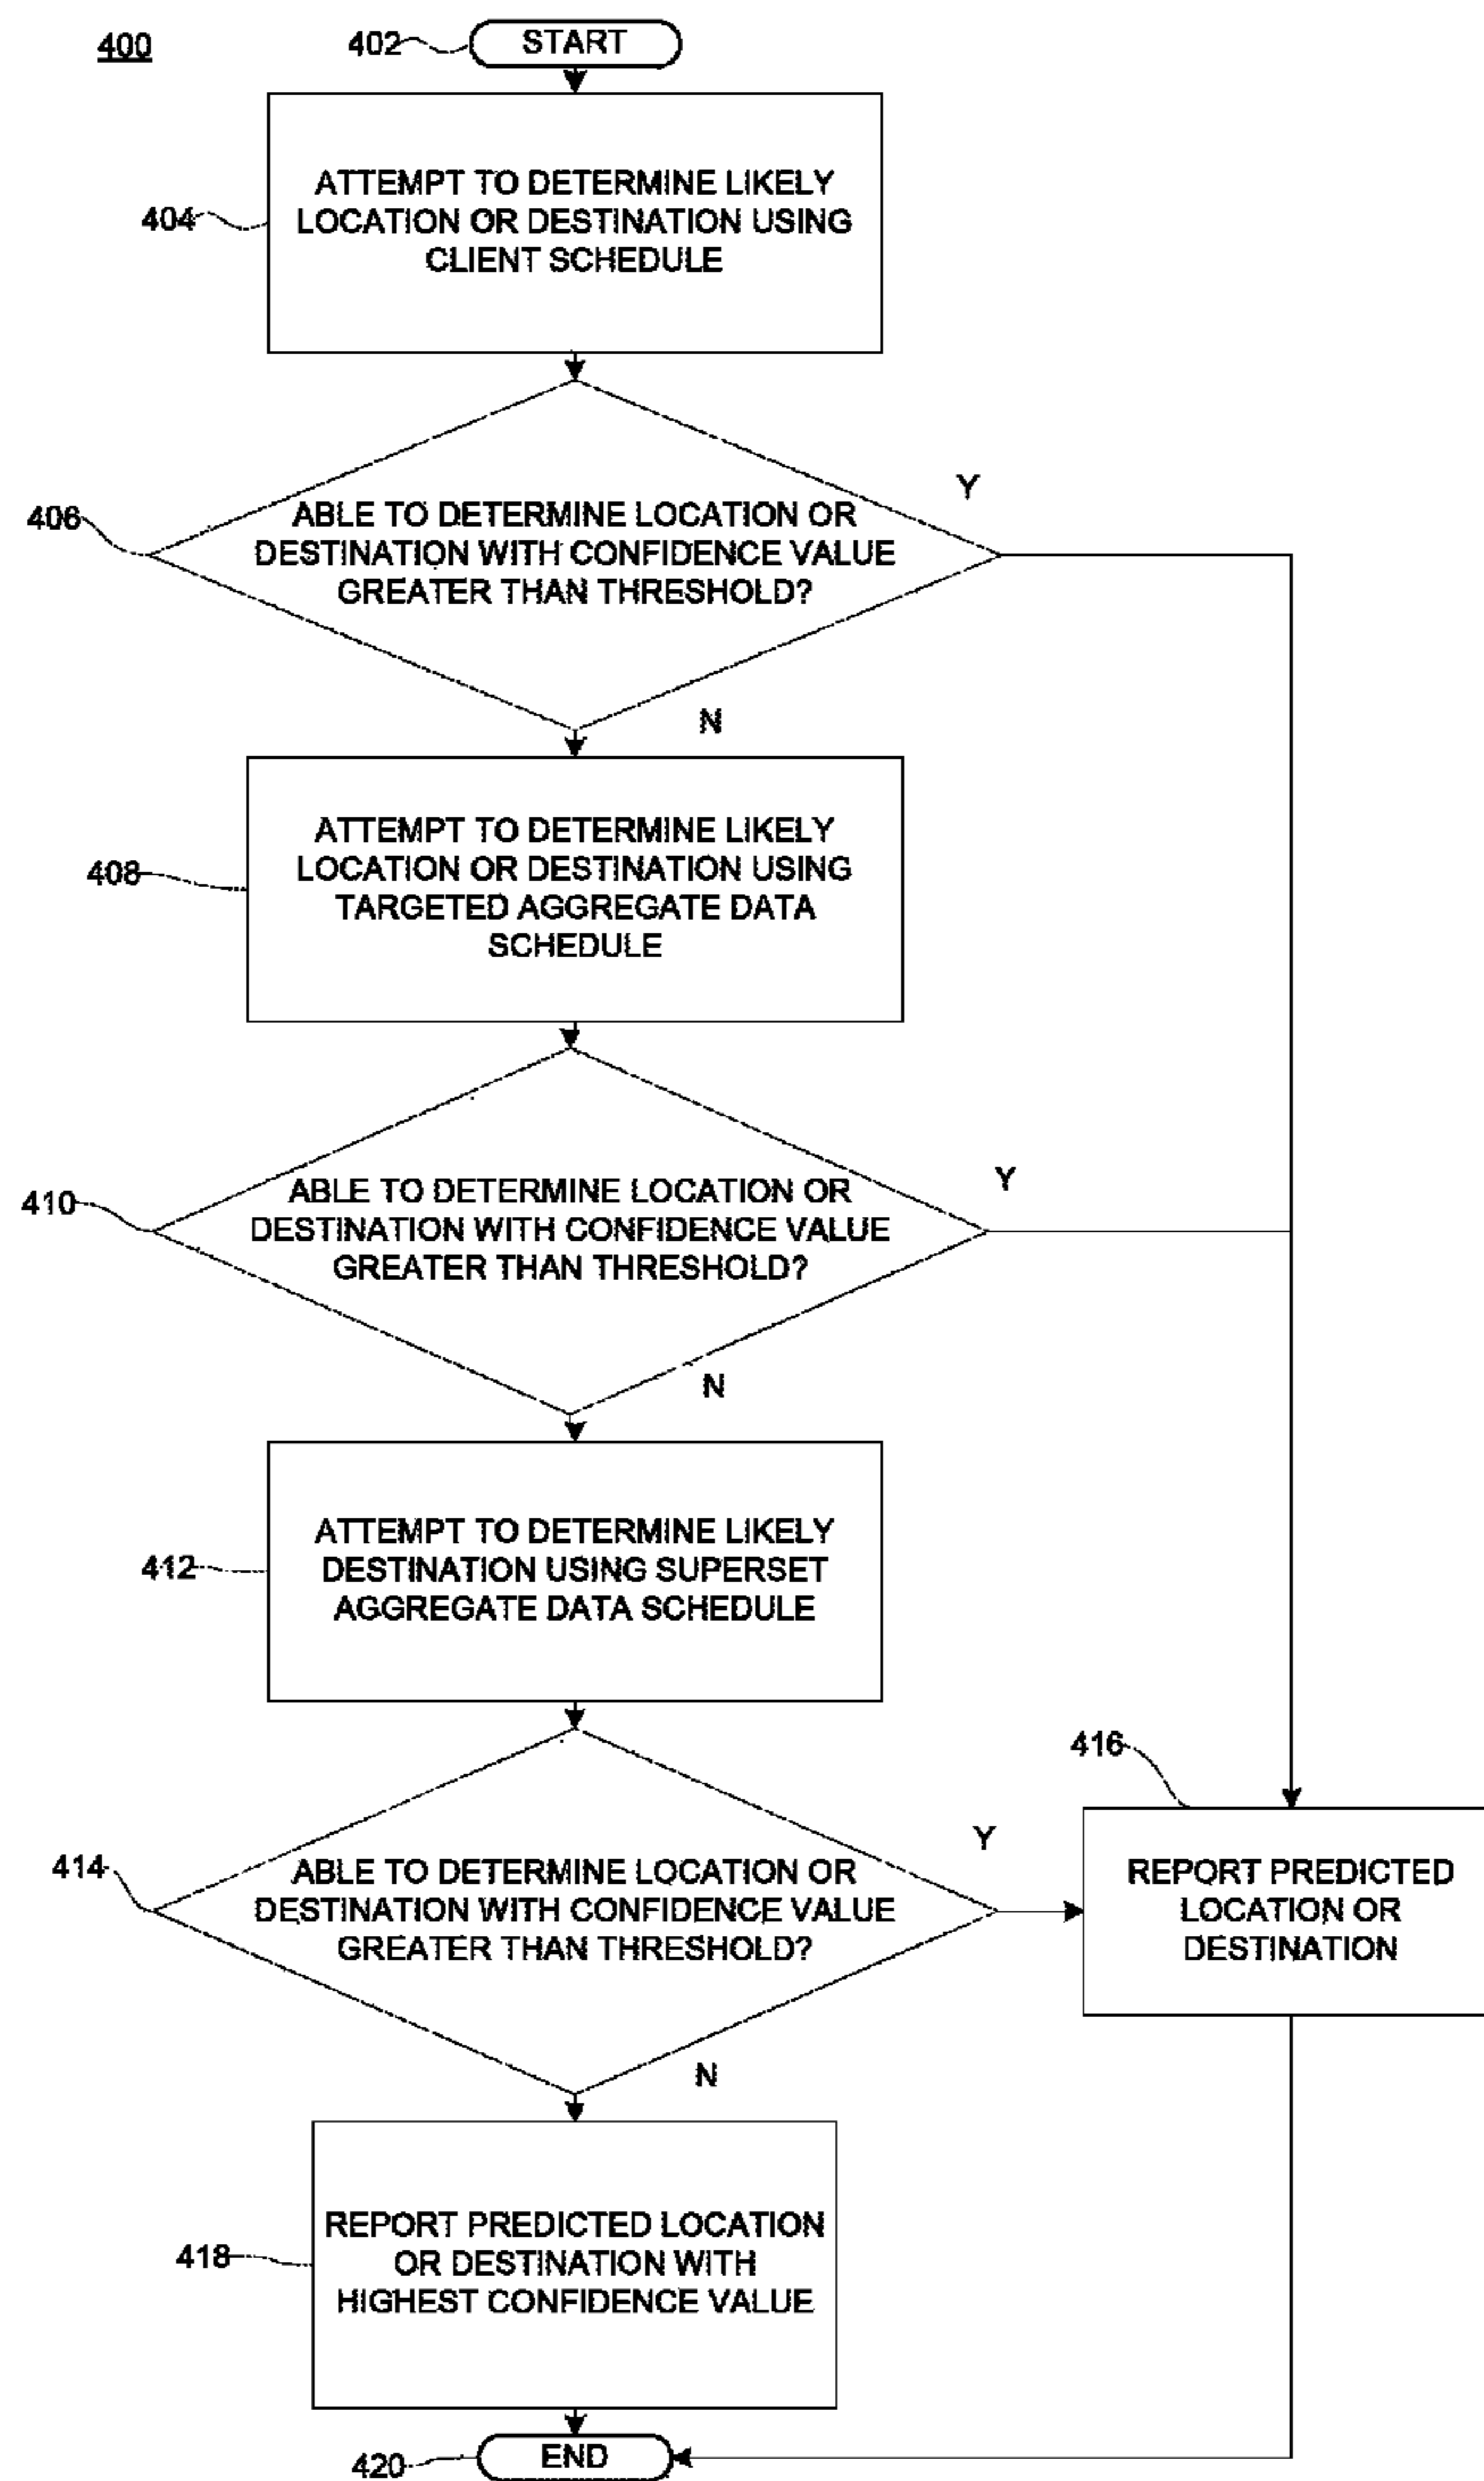 400
402
START
ATTEMPT TO DETERMINE LIKELY
LOCATION OR DESTINATION USING
CLIENT SCHEDULE
404
406
ABLE TO DETERMINE LOCATION OR
DESTINATION WITH CONFIDENCE VALUE
GREATER THAN THRESHOLD?
Y
N
408
ATTEMPT TO DETERMINE LIKELY
LOCATION OR DESTINATION USING
TARGETED AGGREGATE DATA
SCHEDULE
410
ABLE TO DETERMINE LOCATION OR
DESTINATION WITH CONFIDENCE VALUE
GREATER THAN THRESHOLD?
Y
N
412
ATTEMPT TO DETERMINE LIKELY
DESTINATION USING SUPERSET
AGGREGATE DATA SCHEDULE
414
ABLE TO DETERMINE LOCATION OR
DESTINATION WITH CONFIDENCE VALUE
GREATER THAN THRESHOLD?
Y
N
416
REPORT PREDICTED
LOCATION OR
DESTINATION
418
REPORT PREDICTED LOCATION
OR DESTINATION WITH
HIGHEST CONFIDENCE VALUE
420
END